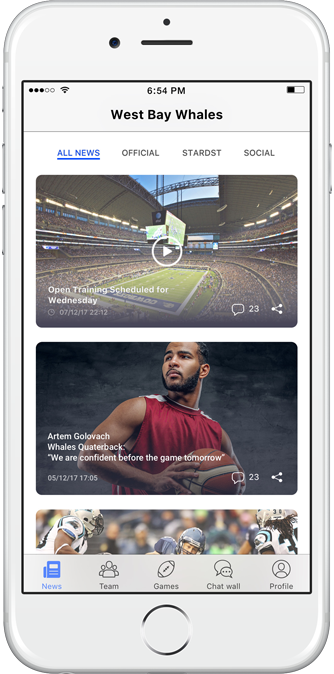 6:54 PM
West Bay Whales
ALL NEWS OFFICIAL STARDST SOCIAL
Open Training Scheduled for
Wednesday
07/12/17 22:12 23
Artem Golovach
Whales Quaterback:
"We are confident before the game tomorrow"
05/12/17 17:05 23
News Team Games Chat wall Profile